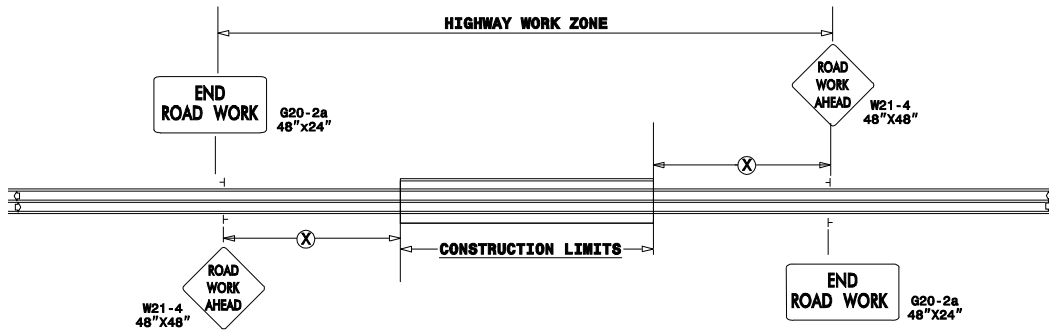 HIGHWAY WORK ZONE
END
ROAD WORK
G20-2a
48"x24"
ROAD
WORK
AHEAD
W21-4
48"X48"
X
X
CONSTRUCTION LIMITS
ROAD
WORK
AHEAD
W21-4
48"X48"
END
ROAD WORK
G20-2a
48"X24"